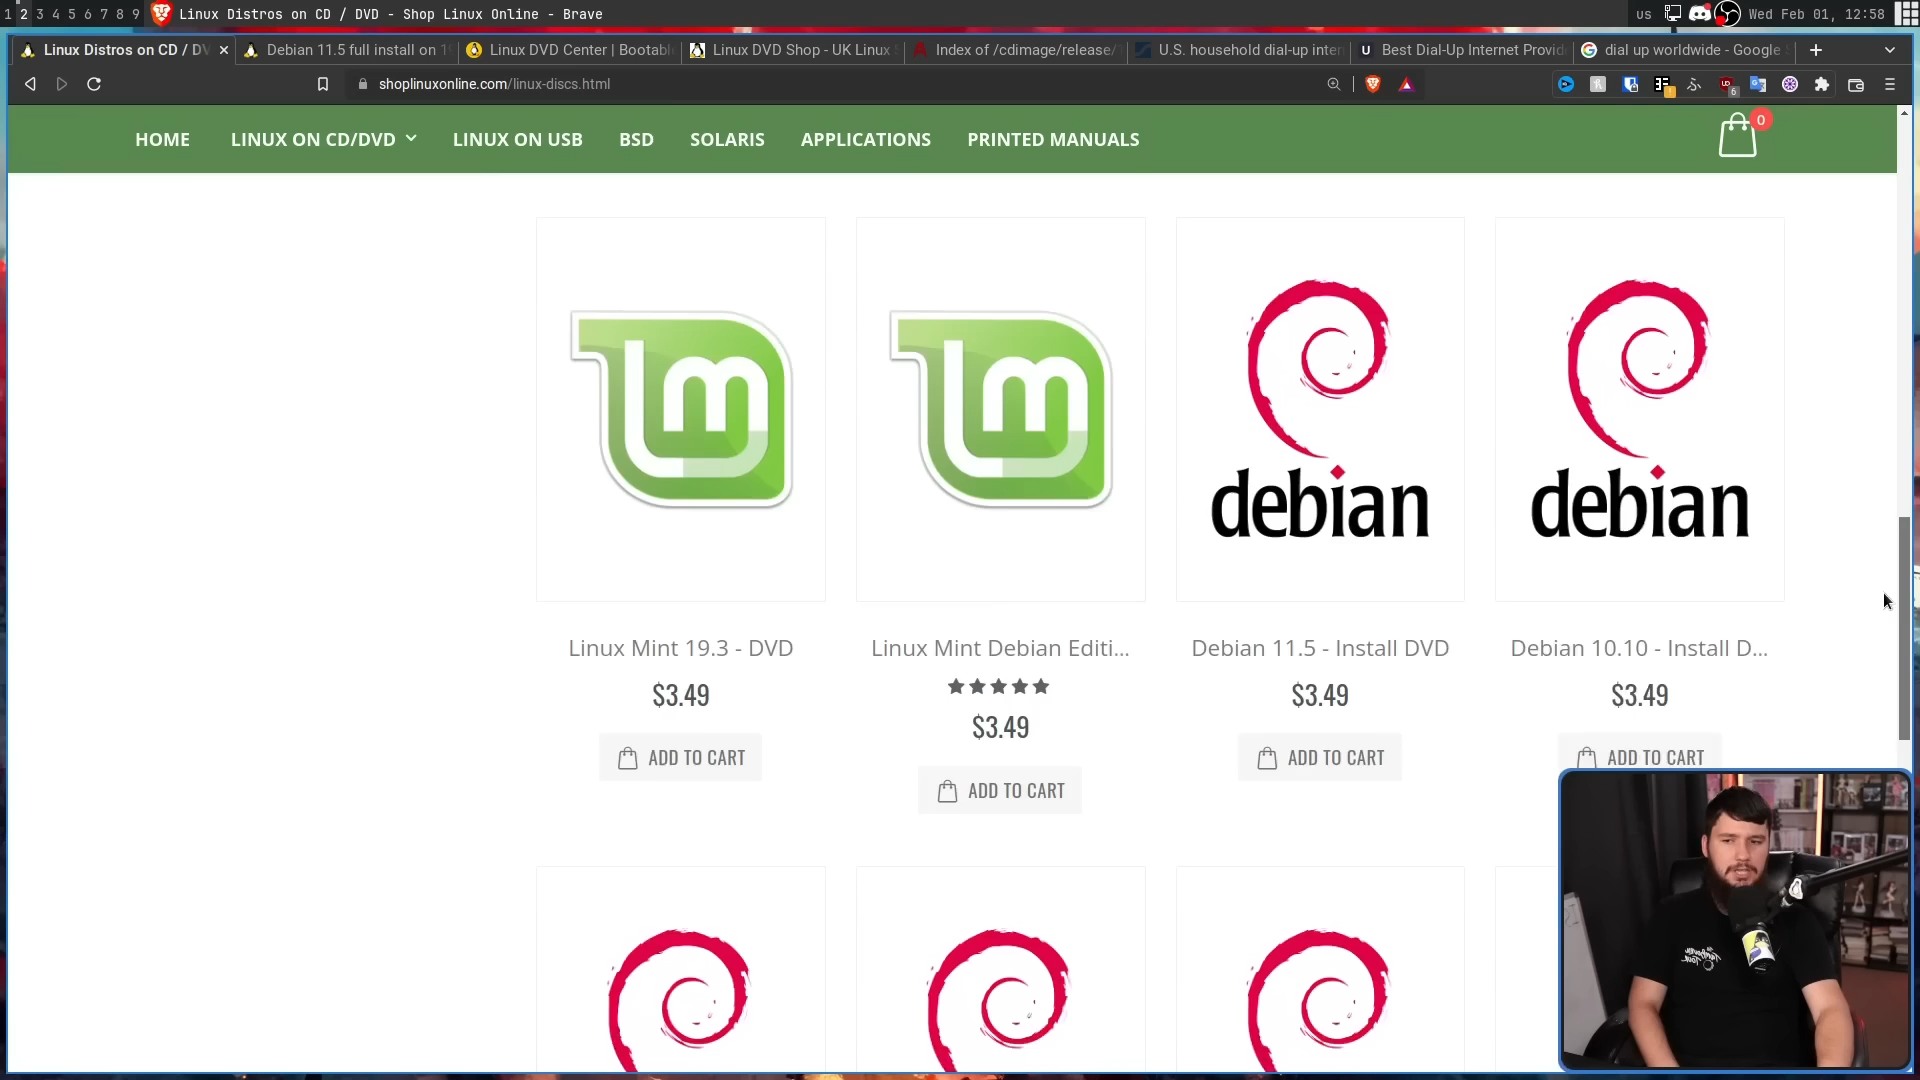 1 2 3 4 5 6 7 8 9 Linux Distros on CD / DVD - Shop Linux Online - Brave us Wed Feb 01, 12:58
Linux Distros on CD / DV Debian 11.5 full install on 1 Linux DVD Center | Bootabl Linux DVD Shop - UK Linux Index of /cdimage/release/ U.S. household dial-up inter Best Dial-Up Internet Provid dial up worldwide - Google
shoplinuxonline.com/linux-discs.html
HOME LINUX ON CD/DVD LINUX ON USB BSD SOLARIS APPLICATIONS PRINTED MANUALS 0
lm lm debian debian
Linux Mint 19.3 - DVD Linux Mint Debian Editi... Debian 11.5 - Install DVD Debian 10.10 - Install D...
$3.49 $3.49 $3.49 $3.49
ADD TO CART ADD TO CART ADD TO CART ADD TO CART